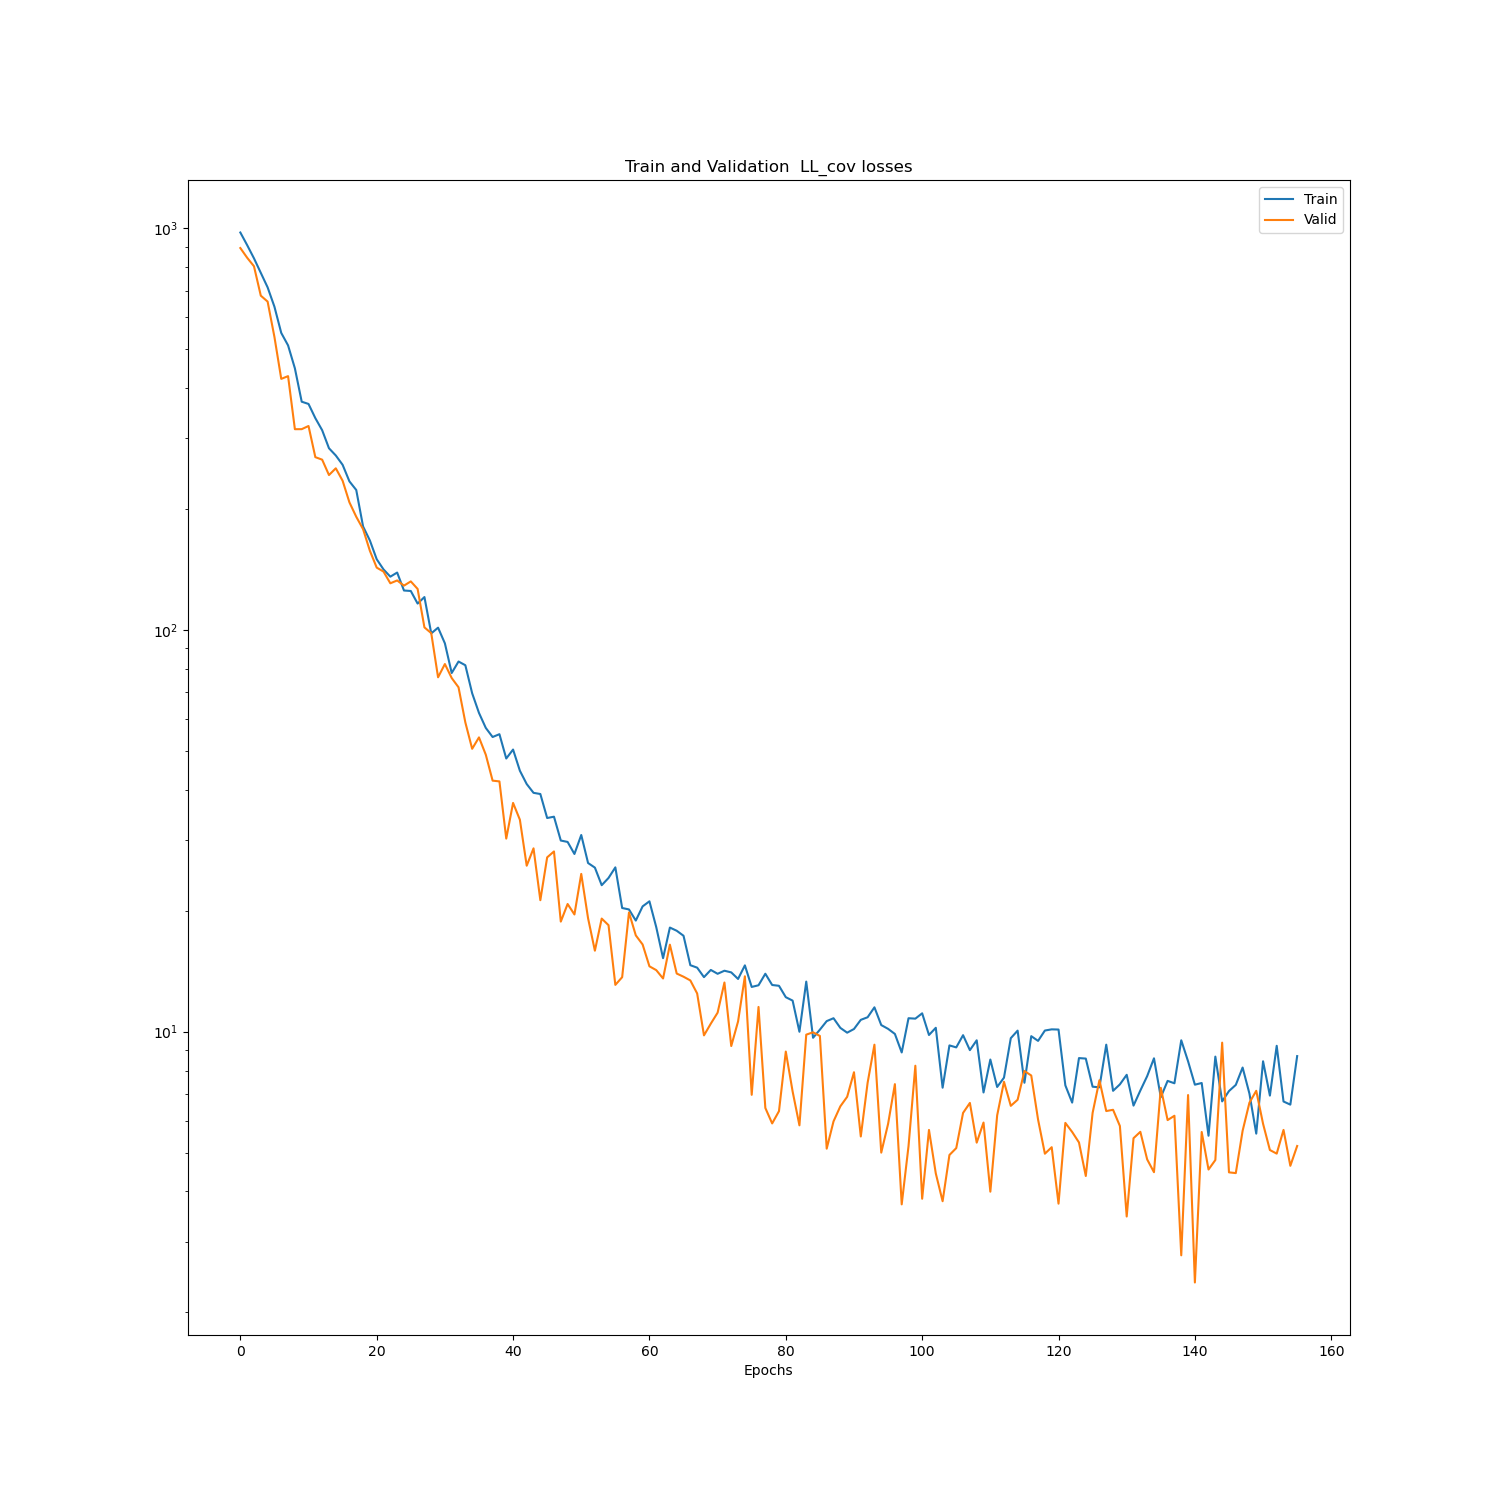 Train and Validation  LL_cov losses
Train
Valid
10³
10²
10¹
0 20 40 60 80 100 120 140 160
Epochs